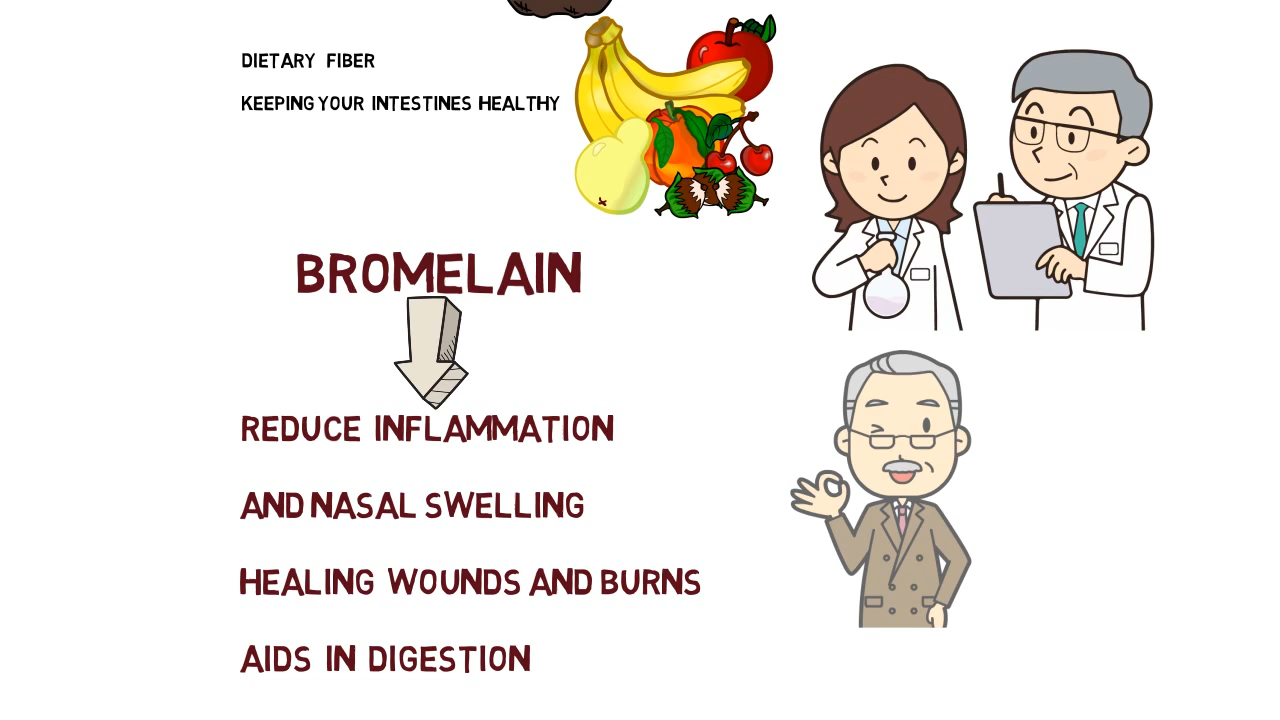 DIETARY FIBER
KEEPING YOUR INTESTINES HEALTHY
BROMELAIN
REDUCE INFLAMMATION
AND NASAL SWELLING
HEALING WOUNDS AND BURNS
AIDS IN DIGESTION